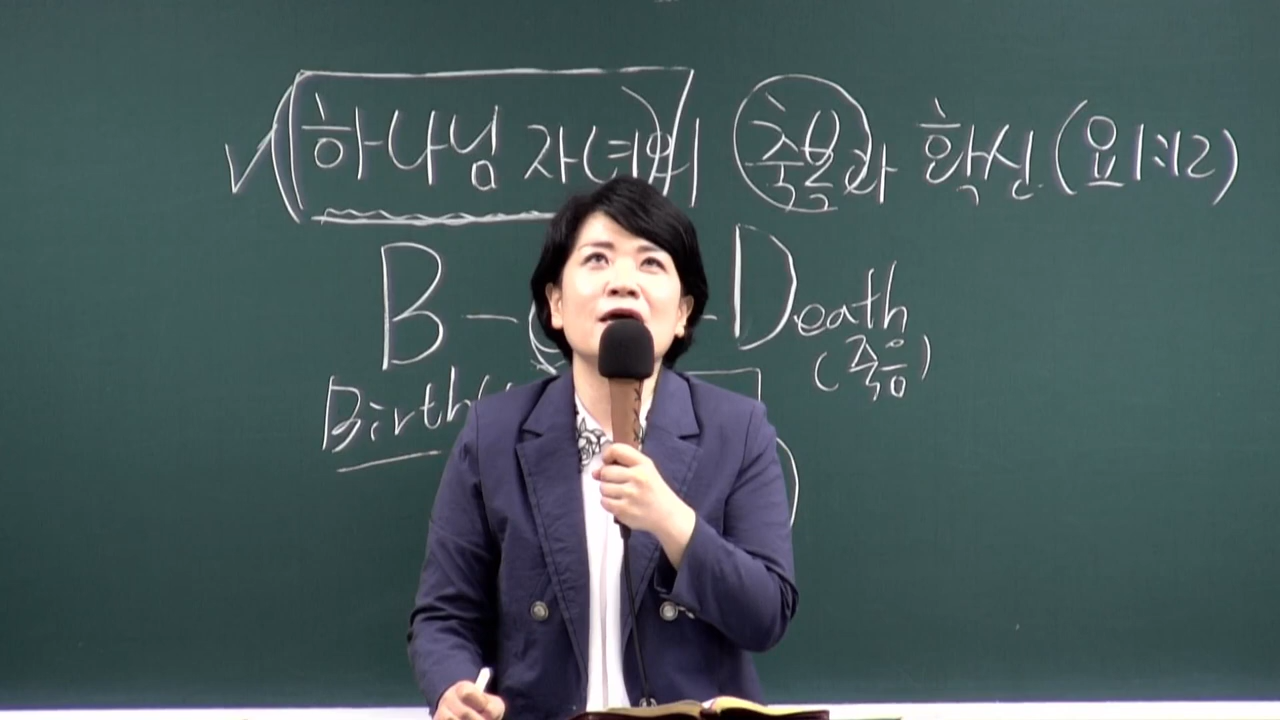 (하나님 자녀의 축복과 확신 (요1:12)
B - - Death
(죽음)
Birth